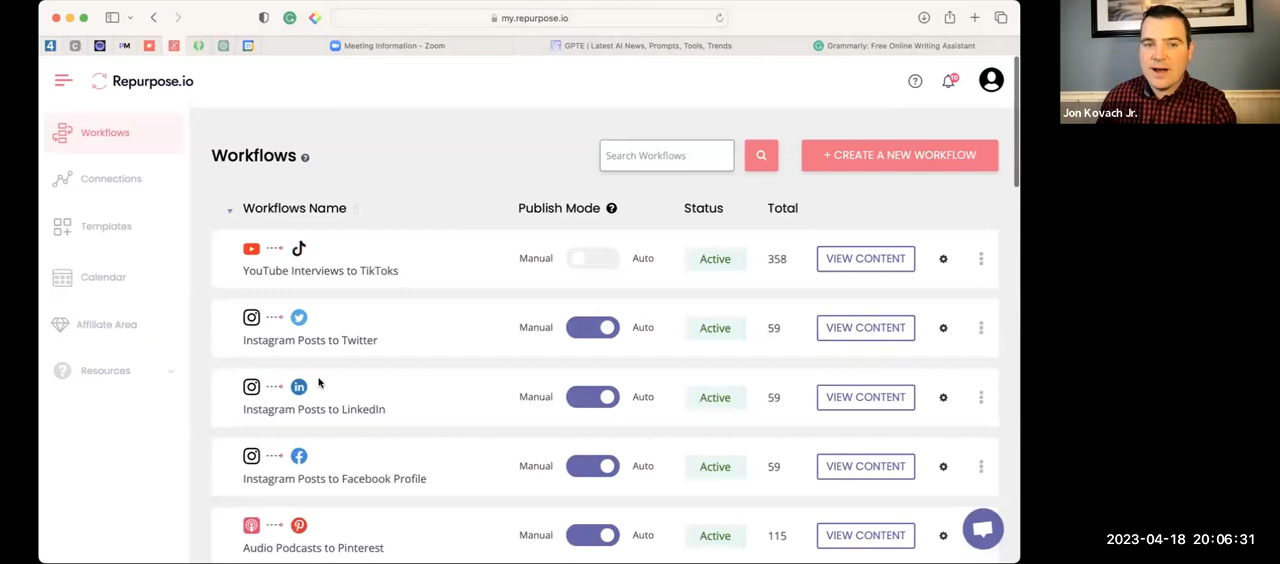 my.repurpose.io
4 C PM
Meeting Information - Zoom
GPTE | Latest AI News, Prompts, Tools, Trends
Grammarly: Free Online Writing Assistant
Repurpose.io
? 10
Jon Kovach Jr.
Workflows
Connections
Templates
Calendar
Affiliate Area
Resources
Workflows ?
Search Workflows
+ CREATE A NEW WORKFLOW
Workflows Name Publish Mode ? Status Total
YouTube Interviews to TikToks Manual Auto Active 358 VIEW CONTENT
Instagram Posts to Twitter Manual Auto Active 59 VIEW CONTENT
in
Instagram Posts to LinkedIn Manual Auto Active 59 VIEW CONTENT
Instagram Posts to Facebook Profile Manual Auto Active 59 VIEW CONTENT
Audio Podcasts to Pinterest Manual Auto Active 115 VIEW CONTENT
2023-04-18 20:06:31